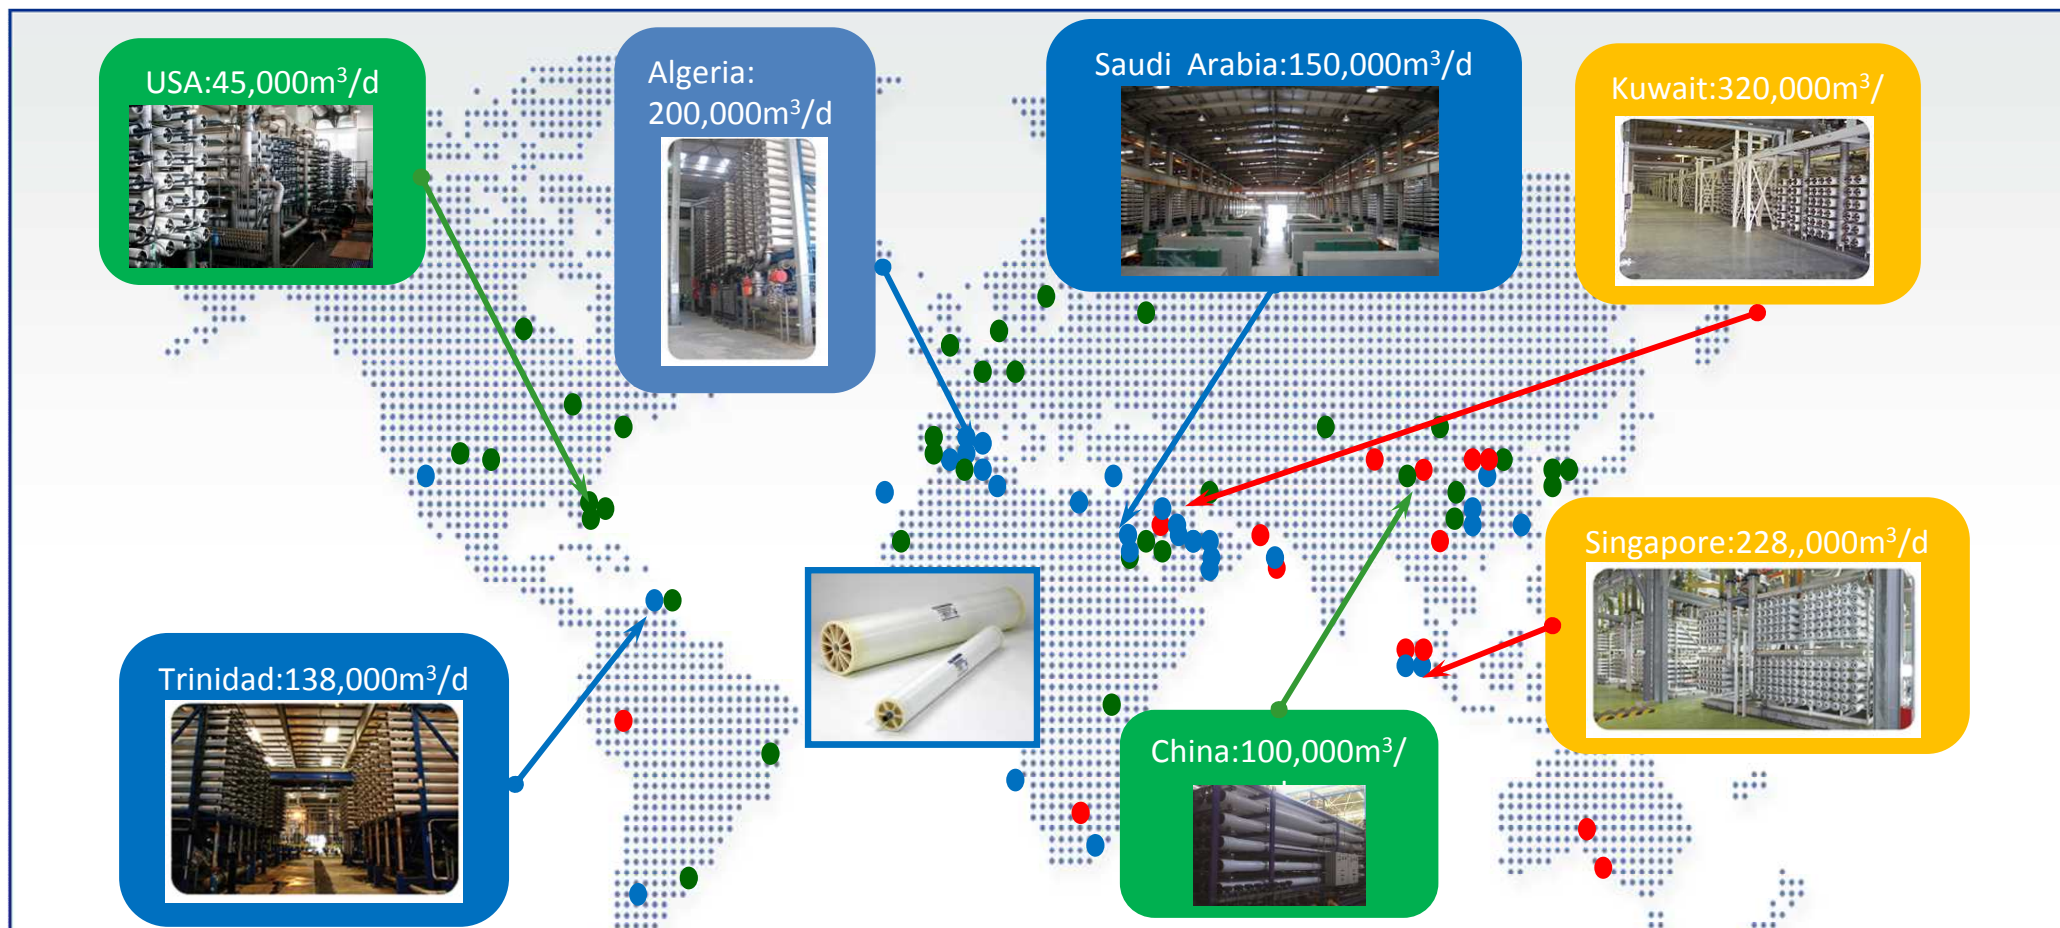 USA:45,000m³/d
Algeria:
200,000m³/d
Saudi Arabia:150,000m³/d
Kuwait:320,000m³/
Singapore:228,,000m³/d
Trinidad:138,000m³/d
China:100,000m³/